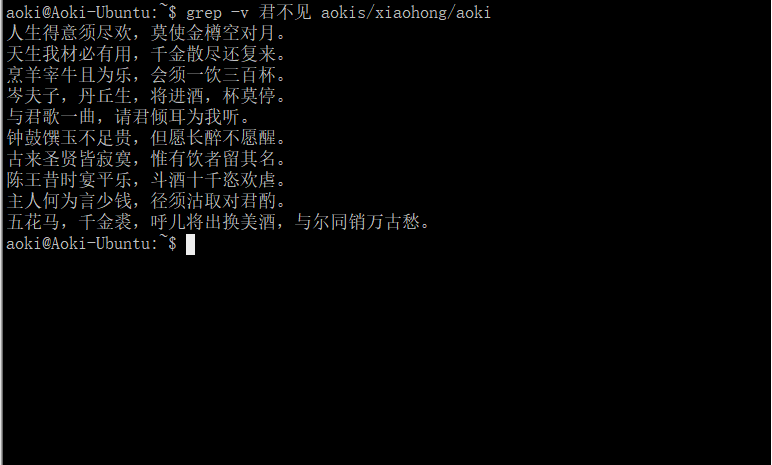 aoki@Aoki-Ubuntu:~$ grep -v 君不见 aokis/xiaohong/aoki
人生得意须尽欢，莫使金樽空对月。
天生我材必有用，千金散尽还复来。
烹羊宰牛且为乐，会须一饮三百杯。
岑夫子，丹丘生，将进酒，杯莫停。
与君歌一曲，请君倾耳为我听。
钟鼓馔玉不足贵，但愿长醉不愿醒。
古来圣贤皆寂寞，惟有饮者留其名。
陈王昔时宴平乐，斗酒十千恣欢虐。
主人何为言少钱，径须沽取对君酌。
五花马，千金裘，呼儿将出换美酒，与尔同销万古愁。
aoki@Aoki-Ubuntu:~$